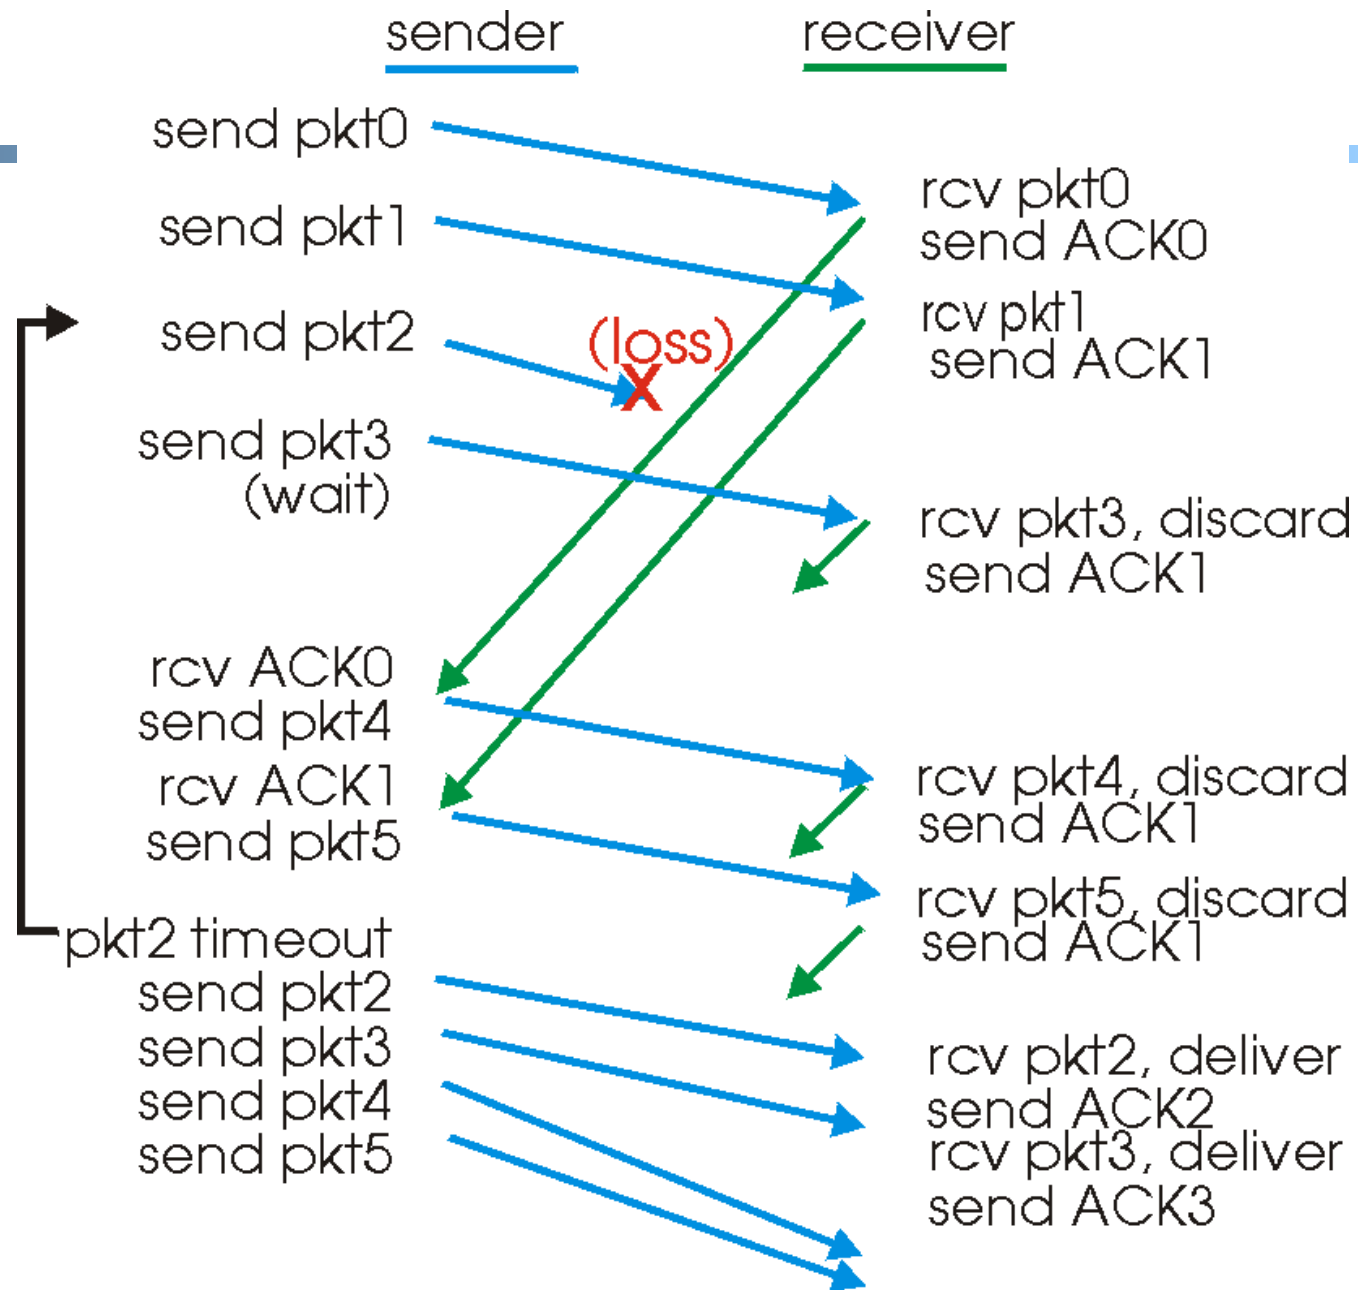 sender
receiver
send pkt0
send pkt1
send pkt2
send pkt3
(wait)
rcv ACK0
send pkt4
rcv ACK1
send pkt5
pkt2 timeout
send pkt2
send pkt3
send pkt4
send pkt5
(loss)
X
rcv pkt0
send ACK0
rcv pkt1
send ACK1
rcv pkt3, discard
send ACK1
rcv pkt4, discard
send ACK1
rcv pkt5, discard
send ACK1
rcv pkt2, deliver
send ACK2
rcv pkt3, deliver
send ACK3